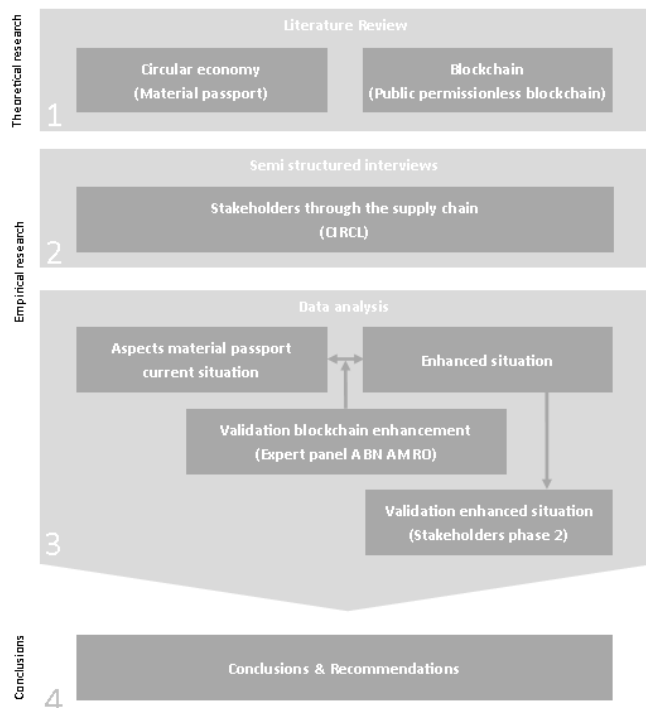 Theoretical research
Literature Review
Circular economy
(Material passport)
Blockchain
(Public permissionless blockchain)
1
Empirical research
Semi structured interviews
Stakeholders through the supply chain
(CIRCL)
2
Data analysis
Aspects material passport
current situation
Enhanced situation
Validation blockchain enhancement
(Expert panel ABN AMRO)
Validation enhanced situation
(Stakeholders phase 2)
3
Conclusions
Conclusions & Recommendations
4